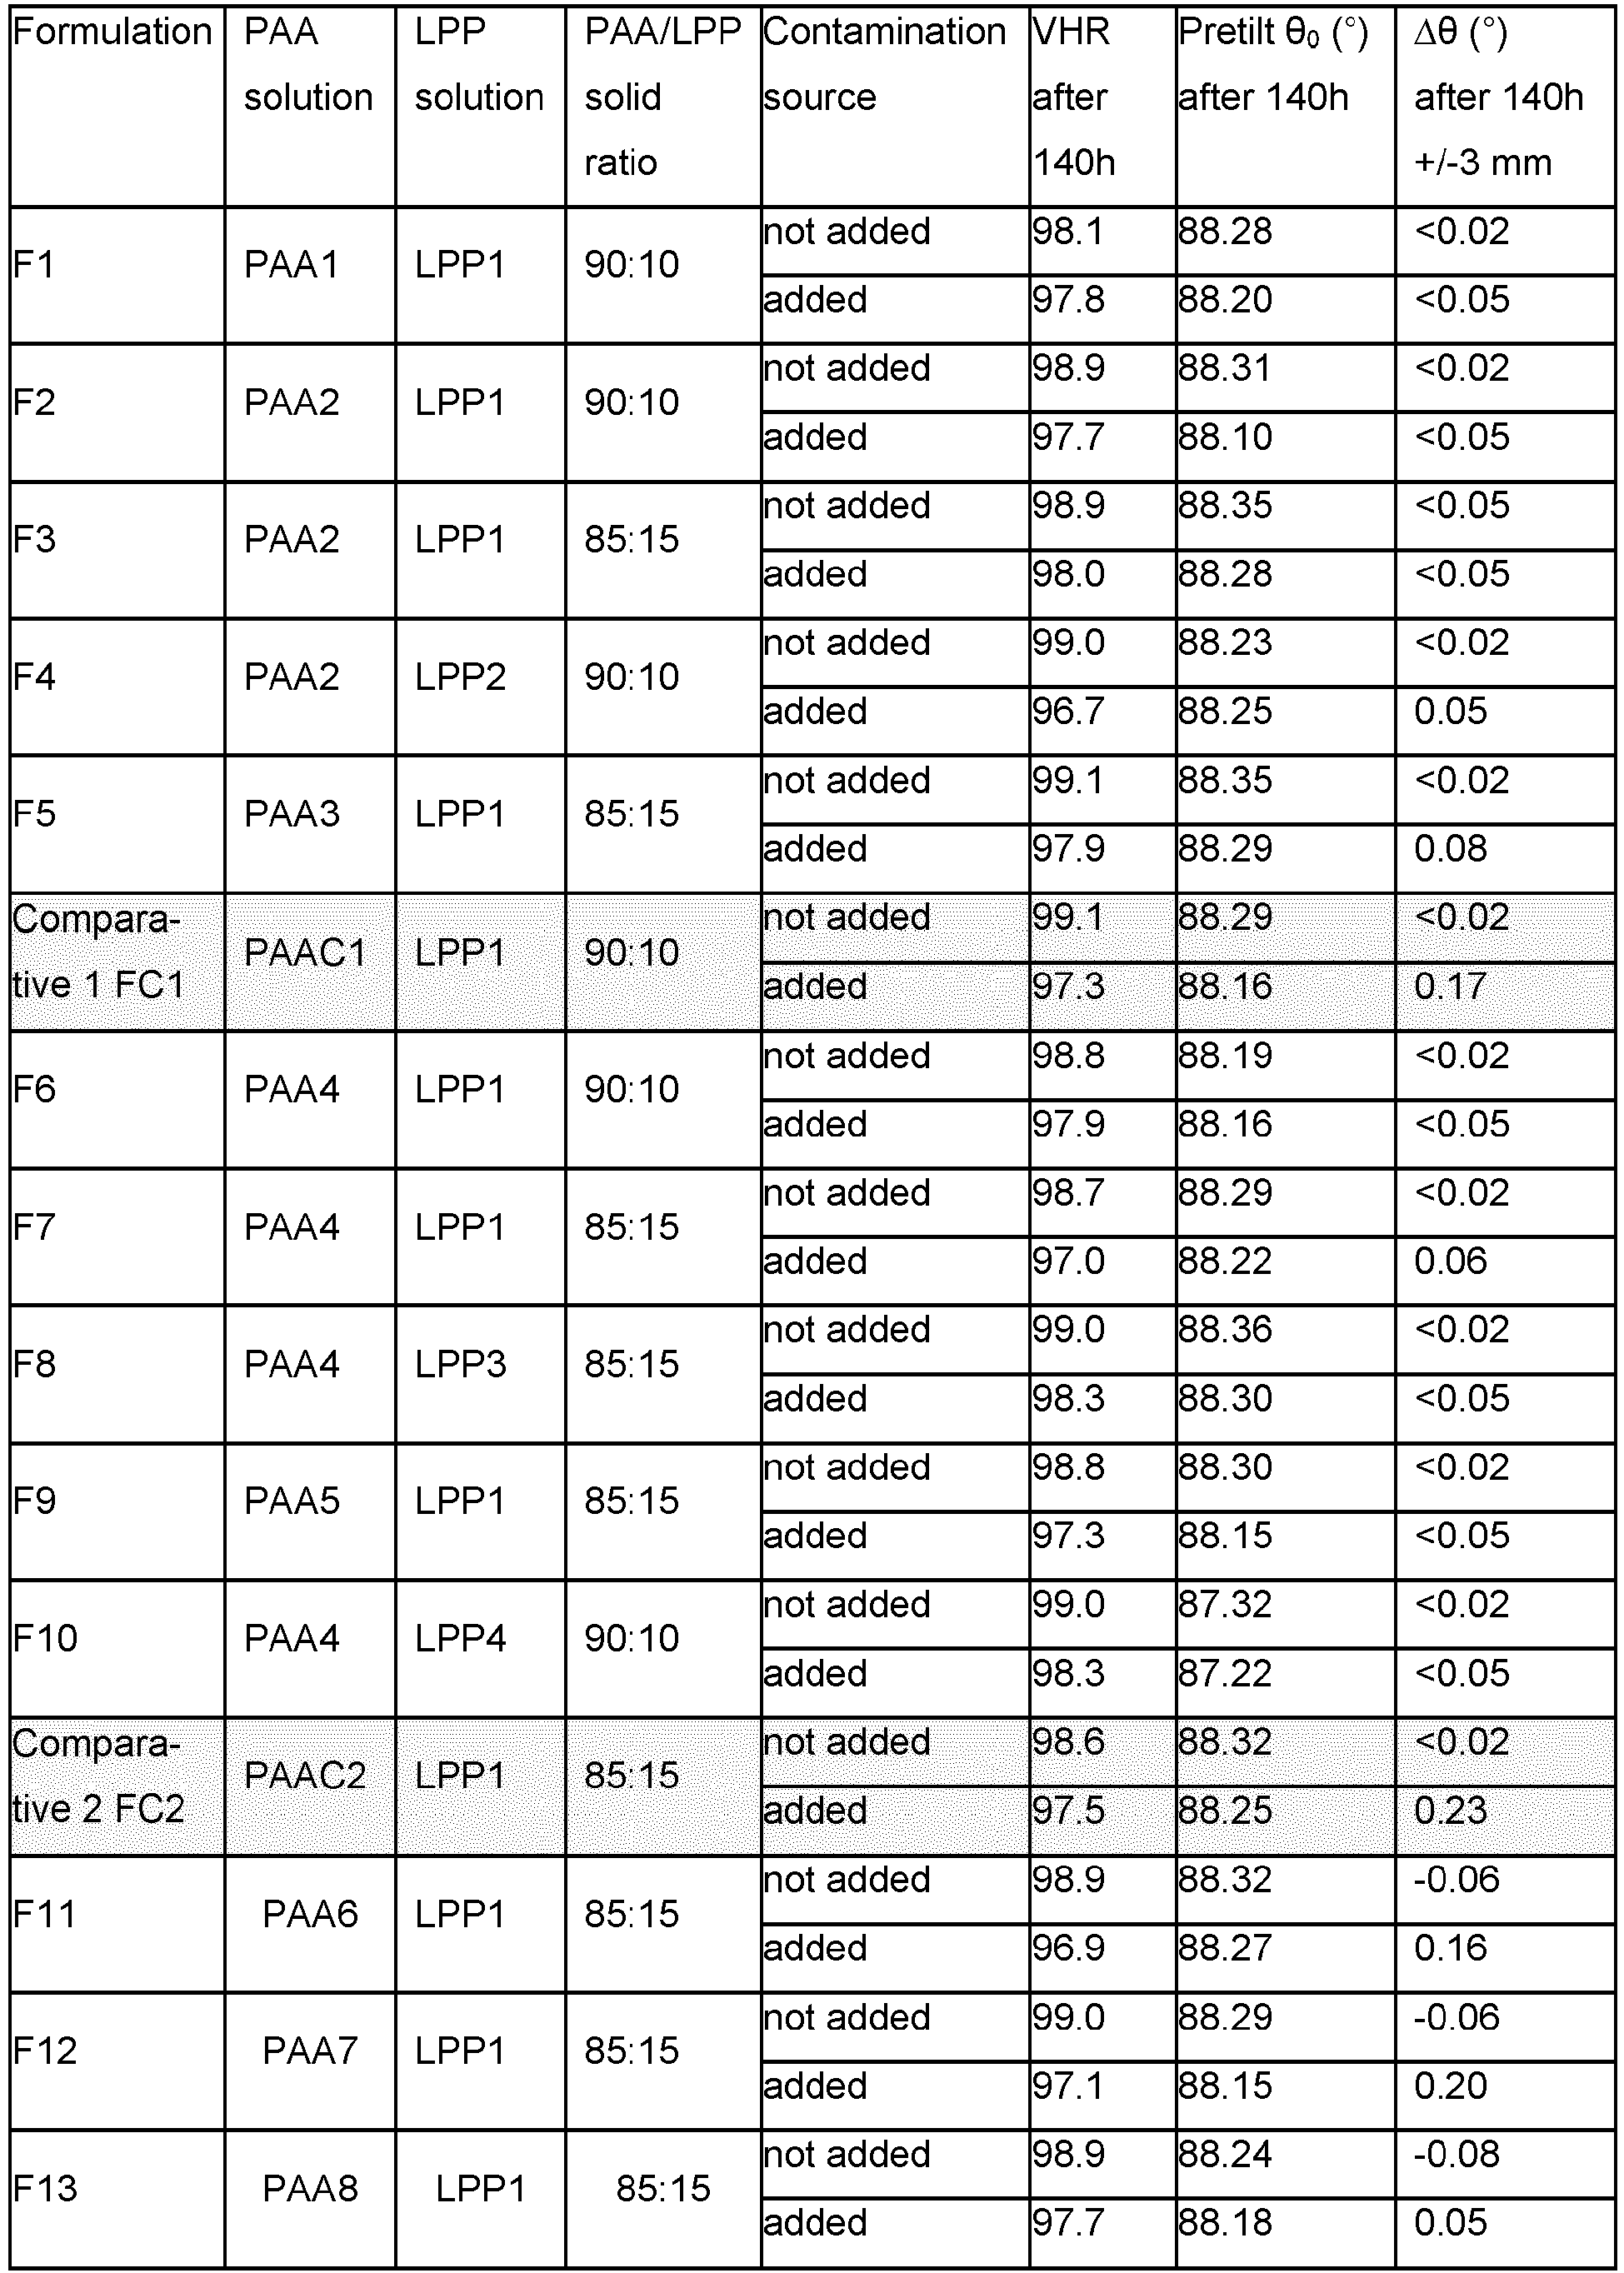 Formulation PAA solution LPP solution PAA/LPP solid ratio Contamination source VHR after 140h Pretilt θ₀ (°) after 140h Δθ (°) after 140h +/-3 mm
F1 PAA1 LPP1 90:10 not added 98.1 88.28 <0.02
added 97.8 88.20 <0.05
F2 PAA2 LPP1 90:10 not added 98.9 88.31 <0.02
added 97.7 88.10 <0.05
F3 PAA2 LPP1 85:15 not added 98.9 88.35 <0.05
added 98.0 88.28 <0.05
F4 PAA2 LPP2 90:10 not added 99.0 88.23 <0.02
added 96.7 88.25 0.05
F5 PAA3 LPP1 85:15 not added 99.1 88.35 <0.02
added 97.9 88.29 0.08
Compara-
tive 1 FC1 PAAC1 LPP1 90:10 not added 99.1 88.29 <0.02
added 97.3 88.16 0.17
F6 PAA4 LPP1 90:10 not added 98.8 88.19 <0.02
added 97.9 88.16 <0.05
F7 PAA4 LPP1 85:15 not added 98.7 88.29 <0.02
added 97.0 88.22 0.06
F8 PAA4 LPP3 85:15 not added 99.0 88.36 <0.02
added 98.3 88.30 <0.05
F9 PAA5 LPP1 85:15 not added 98.8 88.30 <0.02
added 97.3 88.15 <0.05
F10 PAA4 LPP4 90:10 not added 99.0 87.32 <0.02
added 98.3 87.22 <0.05
Compara-
tive 2 FC2 PAAC2 LPP1 85:15 not added 98.6 88.32 <0.02
added 97.5 88.25 0.23
F11 PAA6 LPP1 85:15 not added 98.9 88.32 -0.06
added 96.9 88.27 0.16
F12 PAA7 LPP1 85:15 not added 99.0 88.29 -0.06
added 97.1 88.15 0.20
F13 PAA8 LPP1 85:15 not added 98.9 88.24 -0.08
added 97.7 88.18 0.05